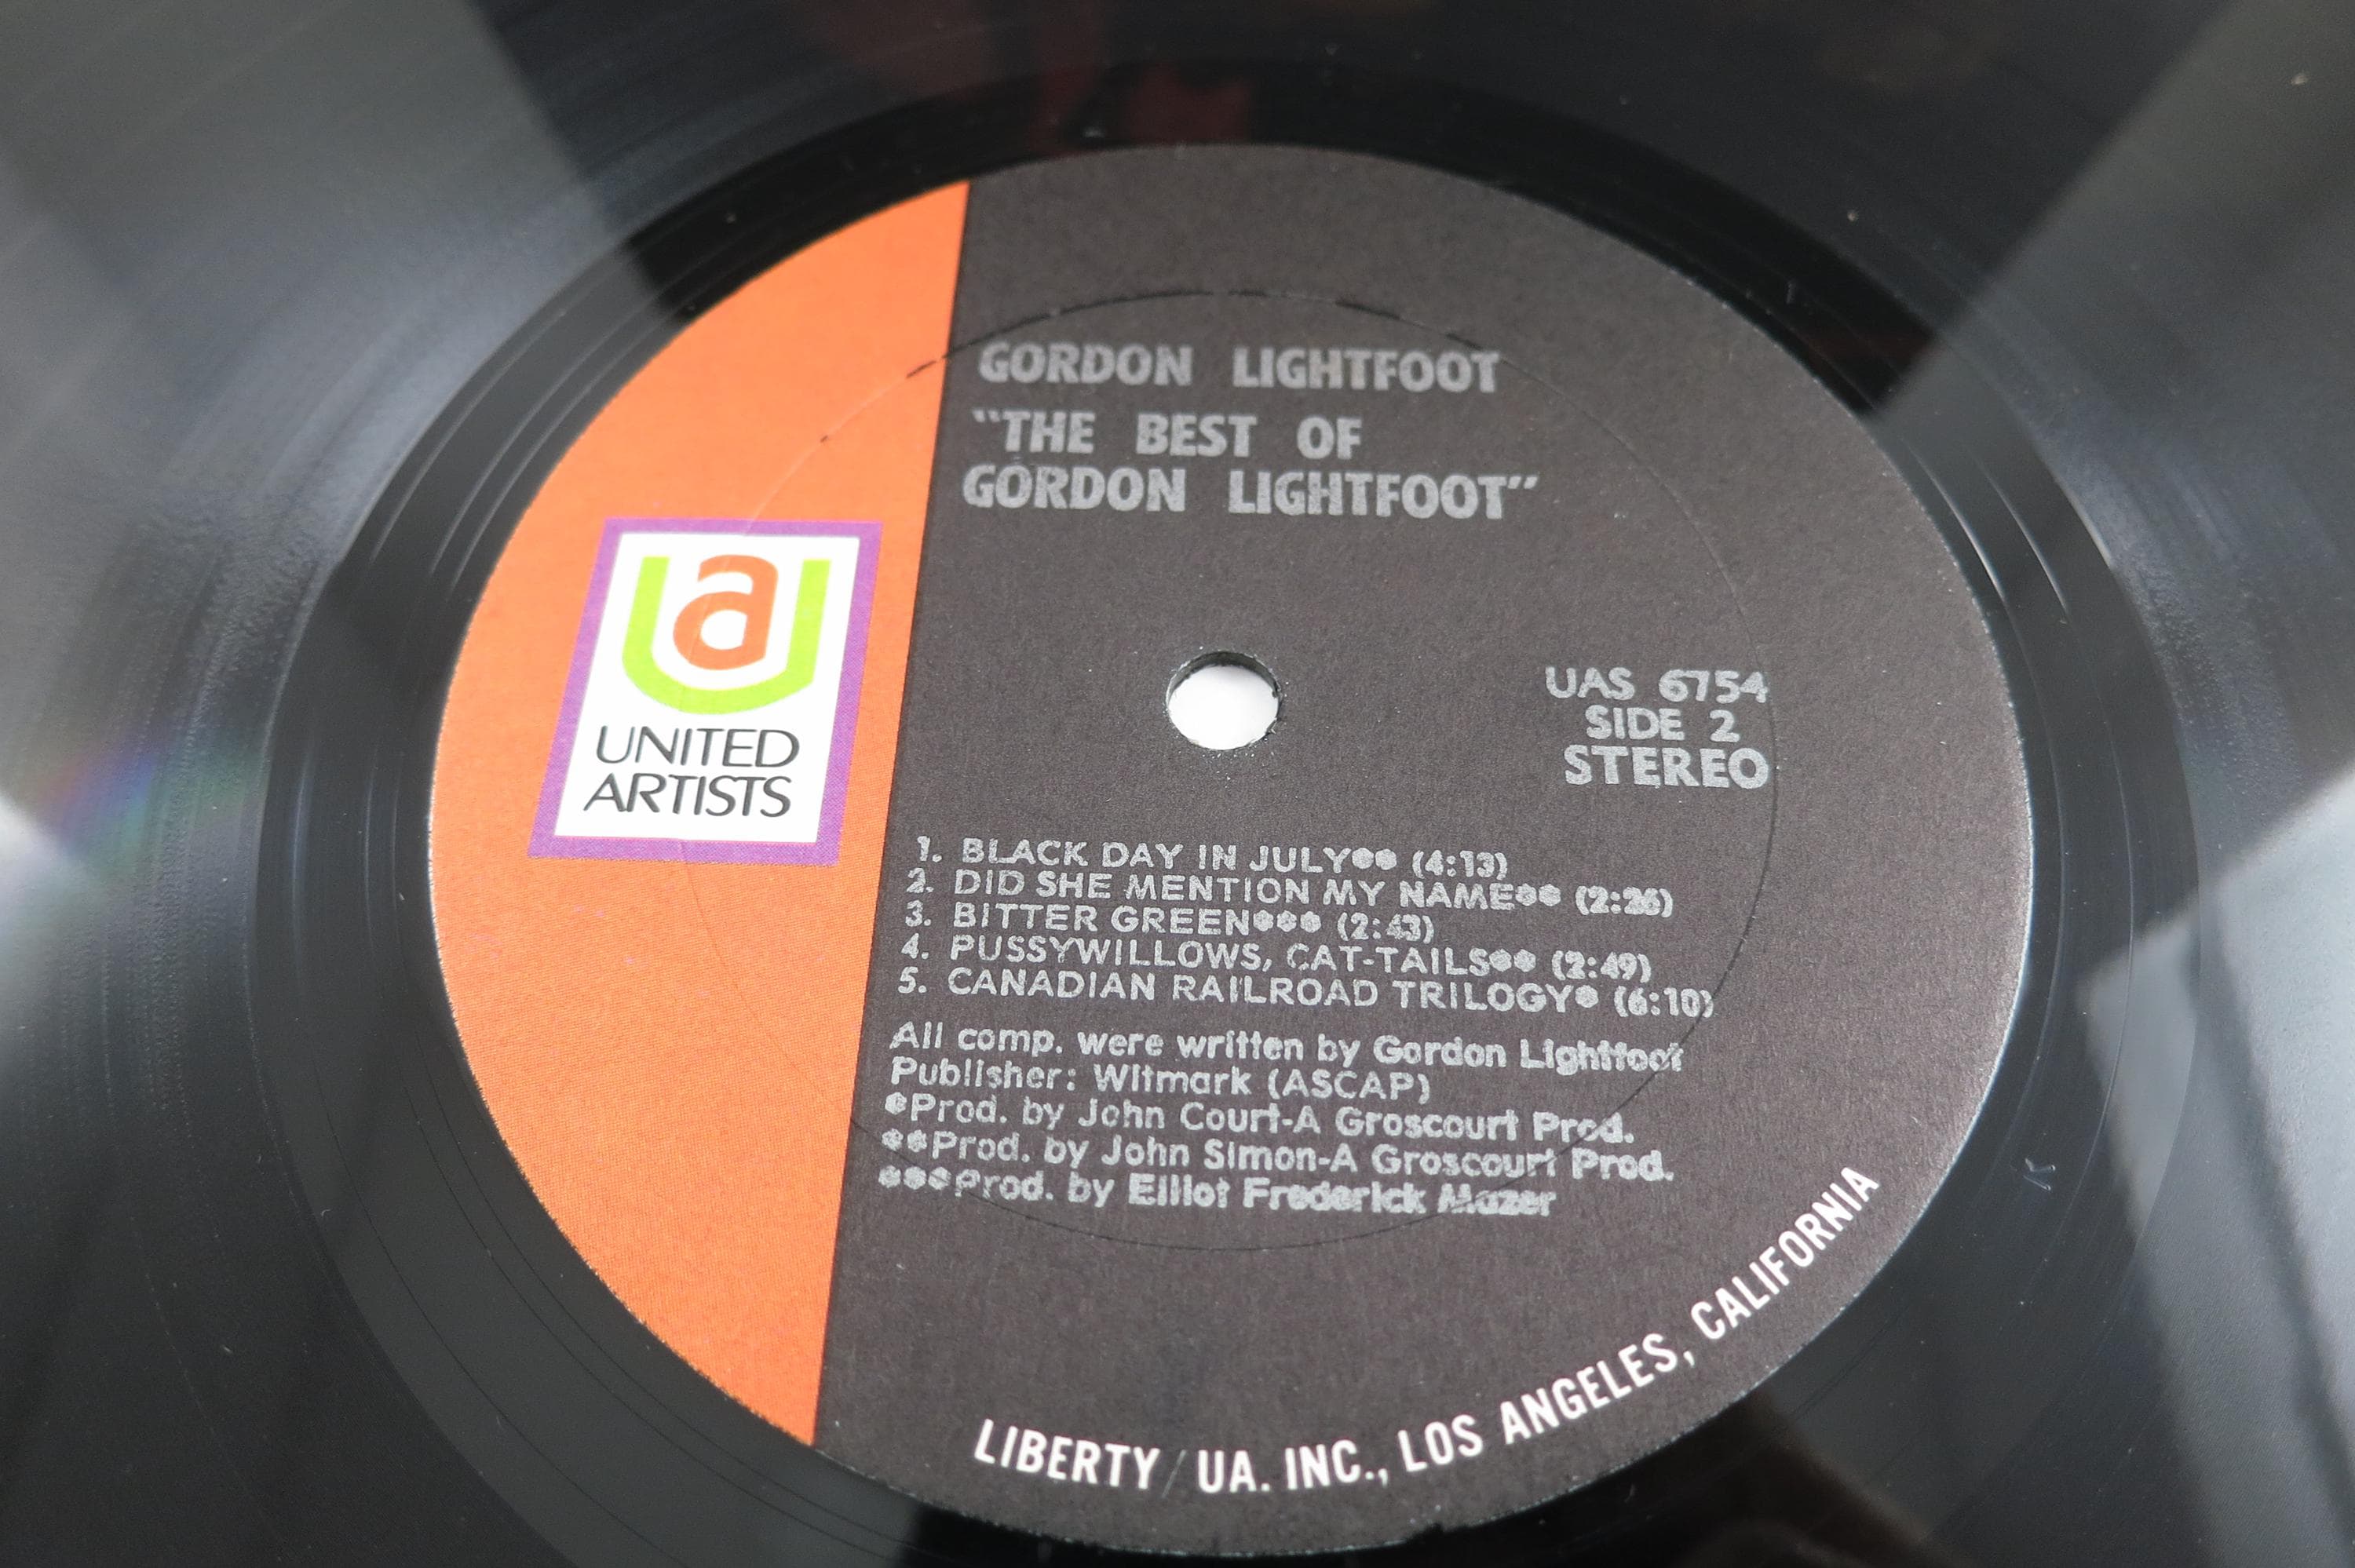 GORDON LIGHTFOOT
"THE BEST OF
GORDON LIGHTFOOT"
ua
UNITED
ARTISTS
UAS 6754
SIDE 2
STEREO
1. BLACK DAY IN JULY** (4:13)
2. DID SHE MENTION MY NAME** (2:26)
3. BITTER GREEN*** (2:43)
4. PUSSYWILLOWS, CAT-TAILS** (2:49)
5. CANADIAN RAILROAD TRILOGY* (6:10)
All comp. were written by Gordon Lightfoot
Publisher: Witmark (ASCAP)
*Prod. by John Court-A Groscourt Prod.
**Prod. by John Simon-A Groscourt Prod.
***Prod. by Elliot Frederick Mazer
LIBERTY/UA. INC., LOS ANGELES, CALIFORNIA